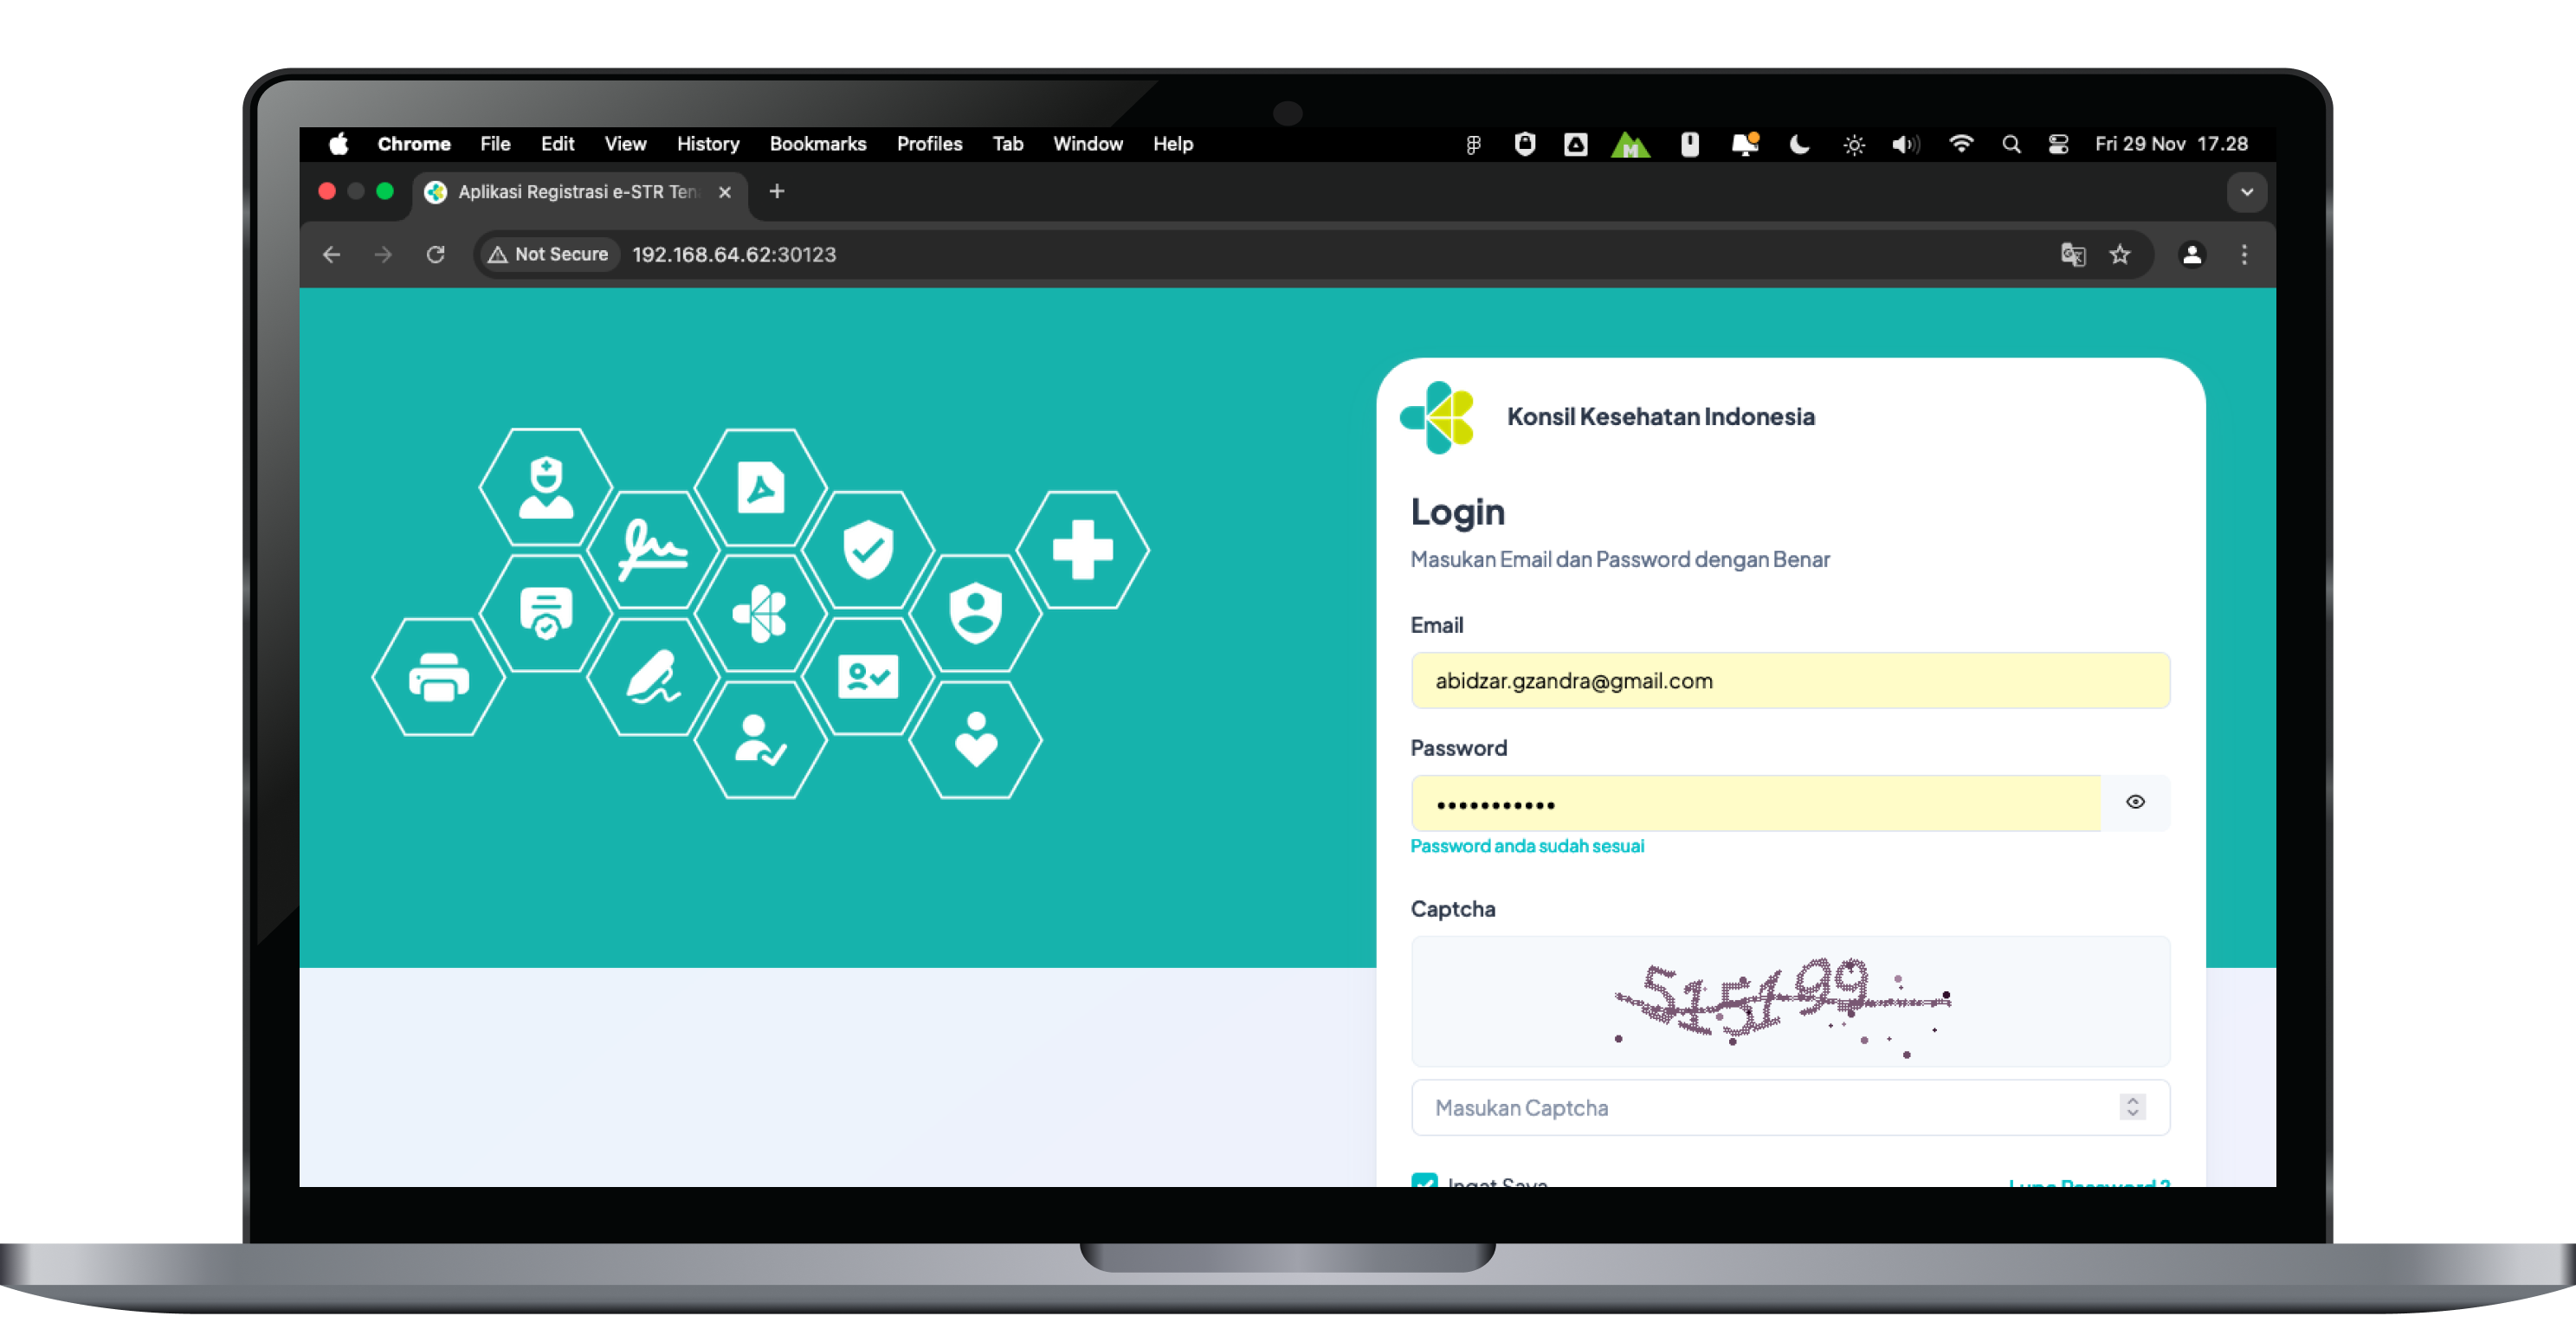 Chrome File Edit View History Bookmarks Profiles Tab Window Help Fri 29 Nov 17.28
Aplikasi Registrasi e-STR Ten
Not Secure 192.168.64.62:30123
Konsil Kesehatan Indonesia
Login
Masukan Email dan Password dengan Benar
Email
abidzar.gzandra@gmail.com
Password
Password anda sudah sesuai
Captcha
515199
Masukan Captcha
Ingat Saya Lupa Password ?